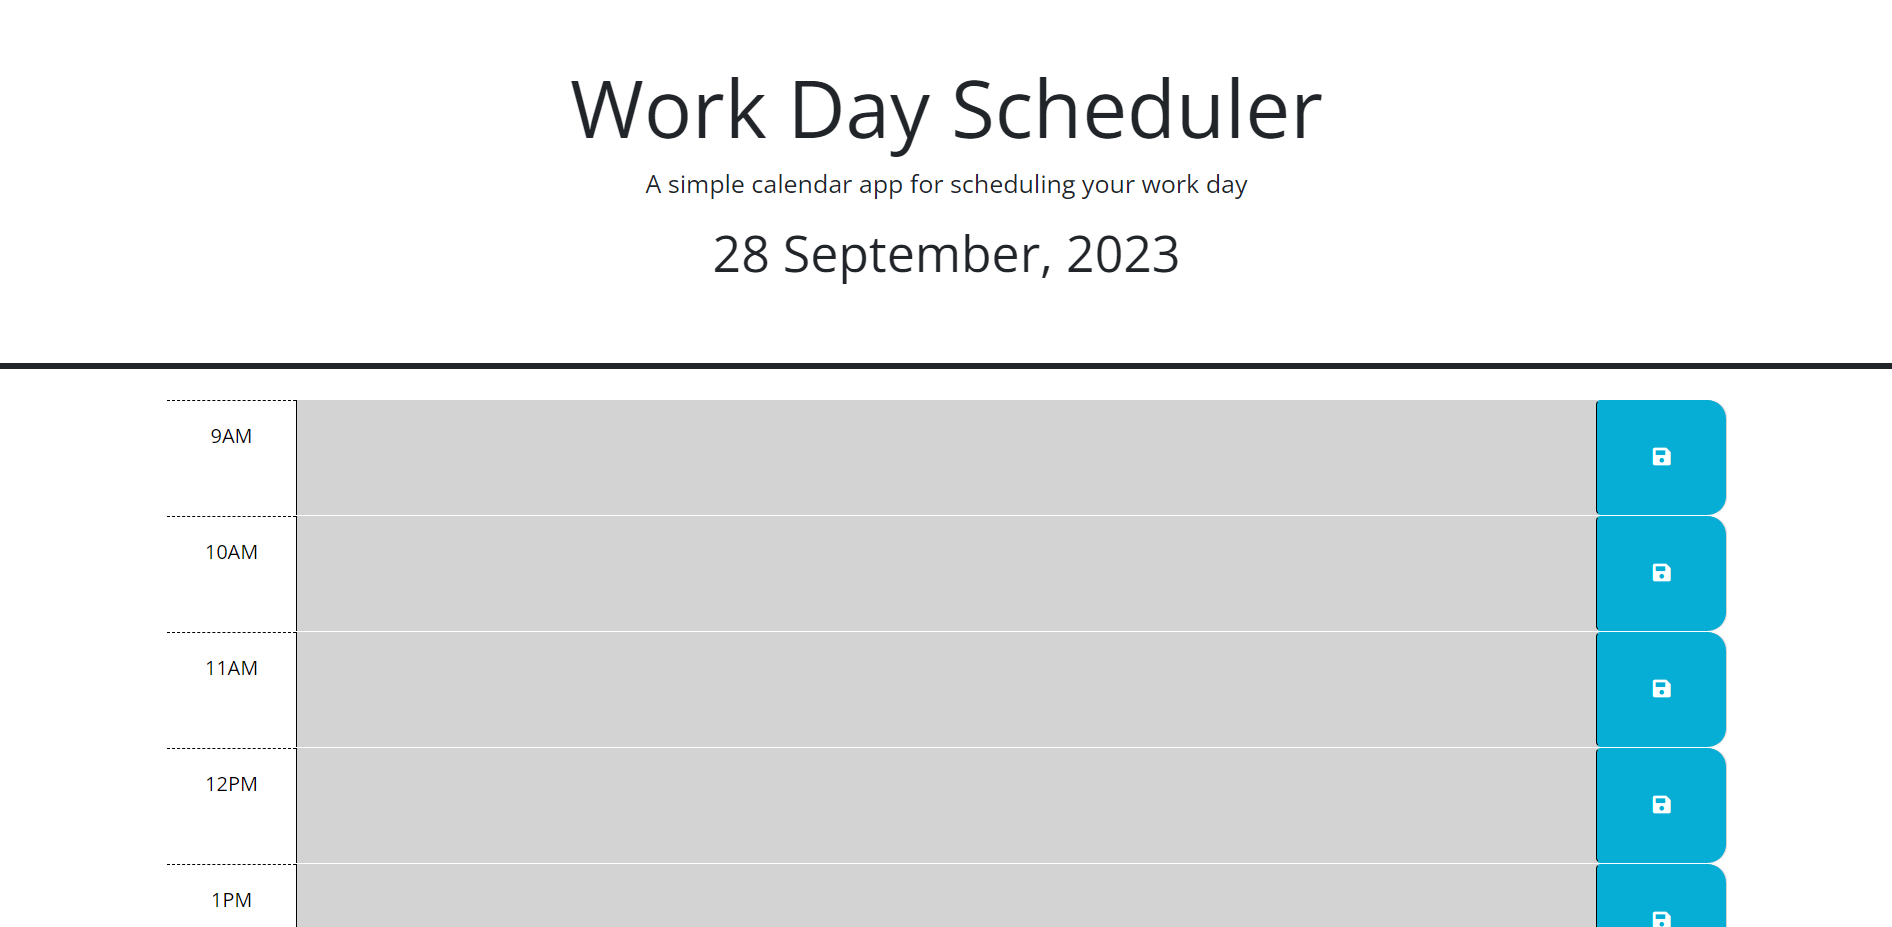 Work Day Scheduler
A simple calendar app for scheduling your work day
28 September, 2023
9AM
10AM
11AM
12PM
1PM